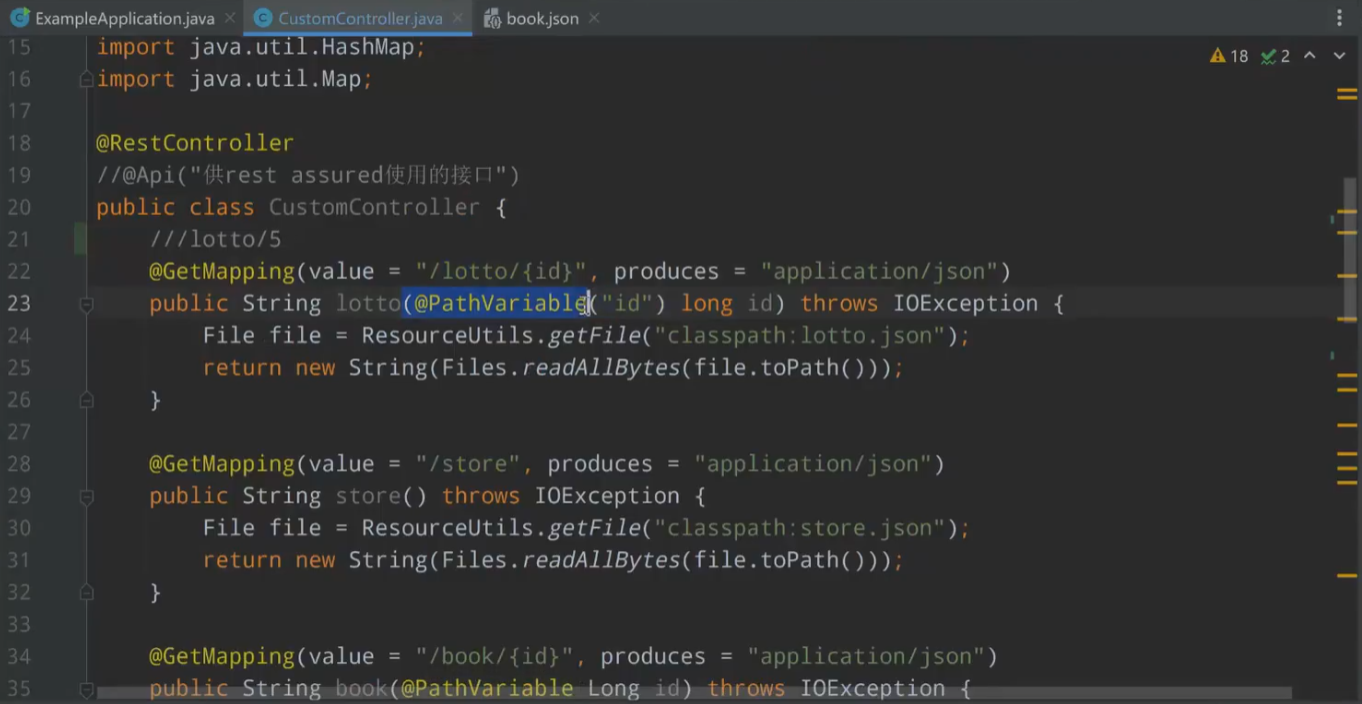 ExampleApplication.java CustomController.java book.json
15 import java.util.HashMap;
18 2
16 import java.util.Map;
17
18 @RestController
19 //@Api("供rest assured使用的接口")
20 public class CustomController {
21 ///lotto/5
22 @GetMapping(value = "/lotto/{id}", produces = "application/json")
23 public String lotto(@PathVariable("id") long id) throws IOException {
24 File file = ResourceUtils.getFile("classpath:lotto.json");
25 return new String(Files.readAllBytes(file.toPath()));
26 }
27
28 @GetMapping(value = "/store", produces = "application/json")
29 public String store() throws IOException {
30 File file = ResourceUtils.getFile("classpath:store.json");
31 return new String(Files.readAllBytes(file.toPath()));
32 }
33
34 @GetMapping(value = "/book/{id}", produces = "application/json")
35 public String book(@PathVariable Long id) throws IOException {